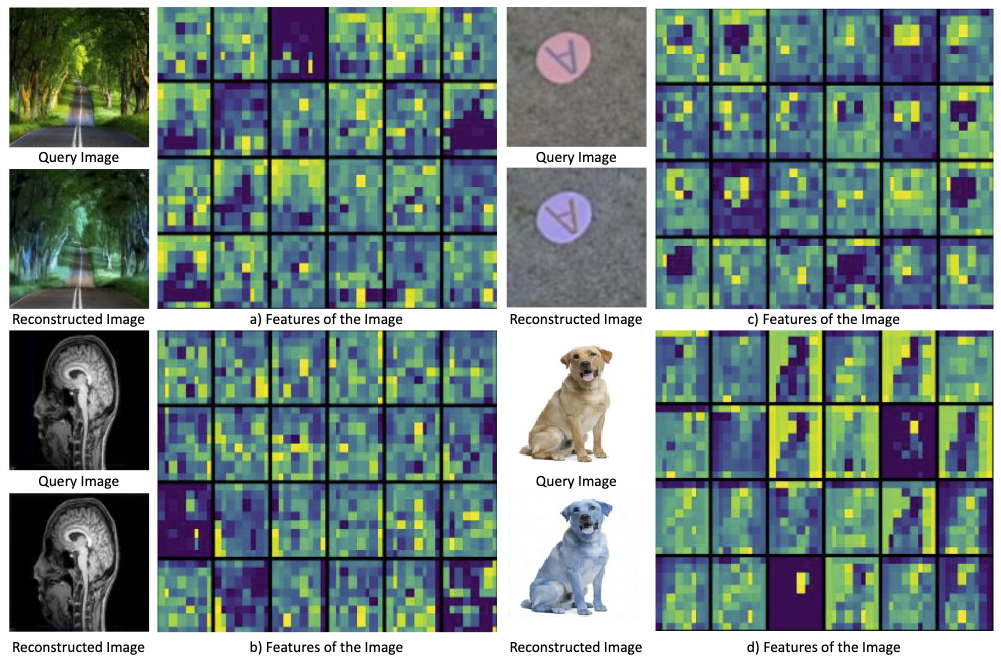 A
Query Image
Query Image
A
Reconstructed Image
a) Features of the Image
Reconstructed Image
c) Features of the Image
Query Image
Query Image
Reconstructed Image
b) Features of the Image
Reconstructed Image
d) Features of the Image